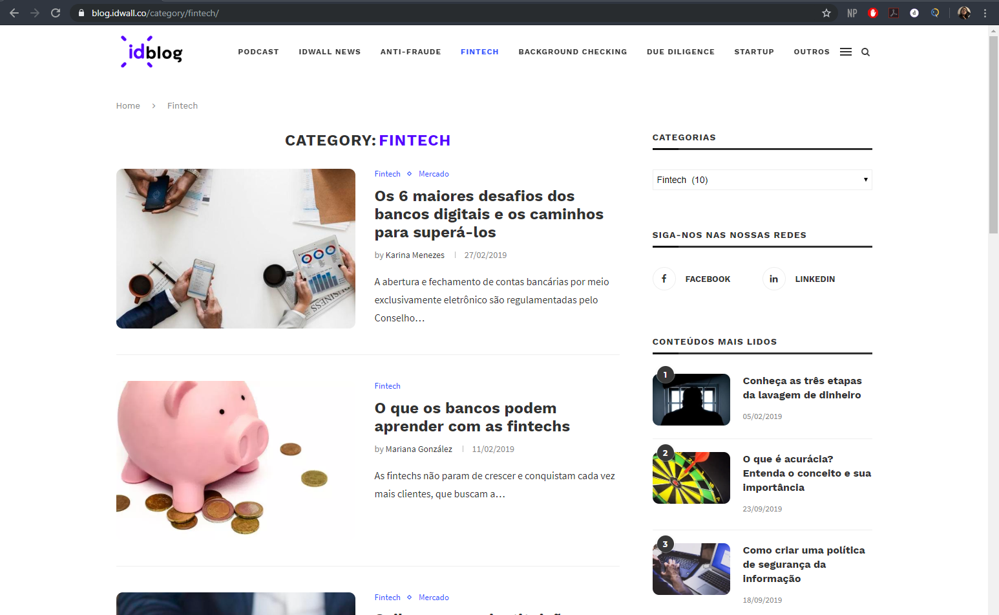 blog.idwall.co/category/fintech/
NP
idblog
PODCAST
IDWALL NEWS
ANTI-FRAUDE
FINTECH
BACKGROUND CHECKING
DUE DILIGENCE
STARTUP
OUTROS
Home > Fintech
CATEGORY: FINTECH
Fintech
Mercado
Os 6 maiores desafios dos
bancos digitais e os caminhos
para superá-los
by Karina Menezes
27/02/2019
A abertura e fechamento de contas bancárias por meio
exclusivamente eletrônico são regulamentadas pelo
Conselho…
BUSINESS
Fintech
O que os bancos podem
aprender com as fintechs
by Mariana González
11/02/2019
As fintechs não param de crescer e conquistam cada vez
mais clientes, que buscam a…
Fintech
Mercado
CATEGORIAS
Fintech (10)
SIGA-NOS NAS NOSSAS REDES
FACEBOOK
LINKEDIN
CONTEÚDOS MAIS LIDOS
1
Conheça as três etapas
da lavagem de dinheiro
05/02/2019
2
O que é acurácia?
Entenda o conceito e sua
importância
23/09/2019
3
Como criar uma política
de segurança da
informação
18/09/2019